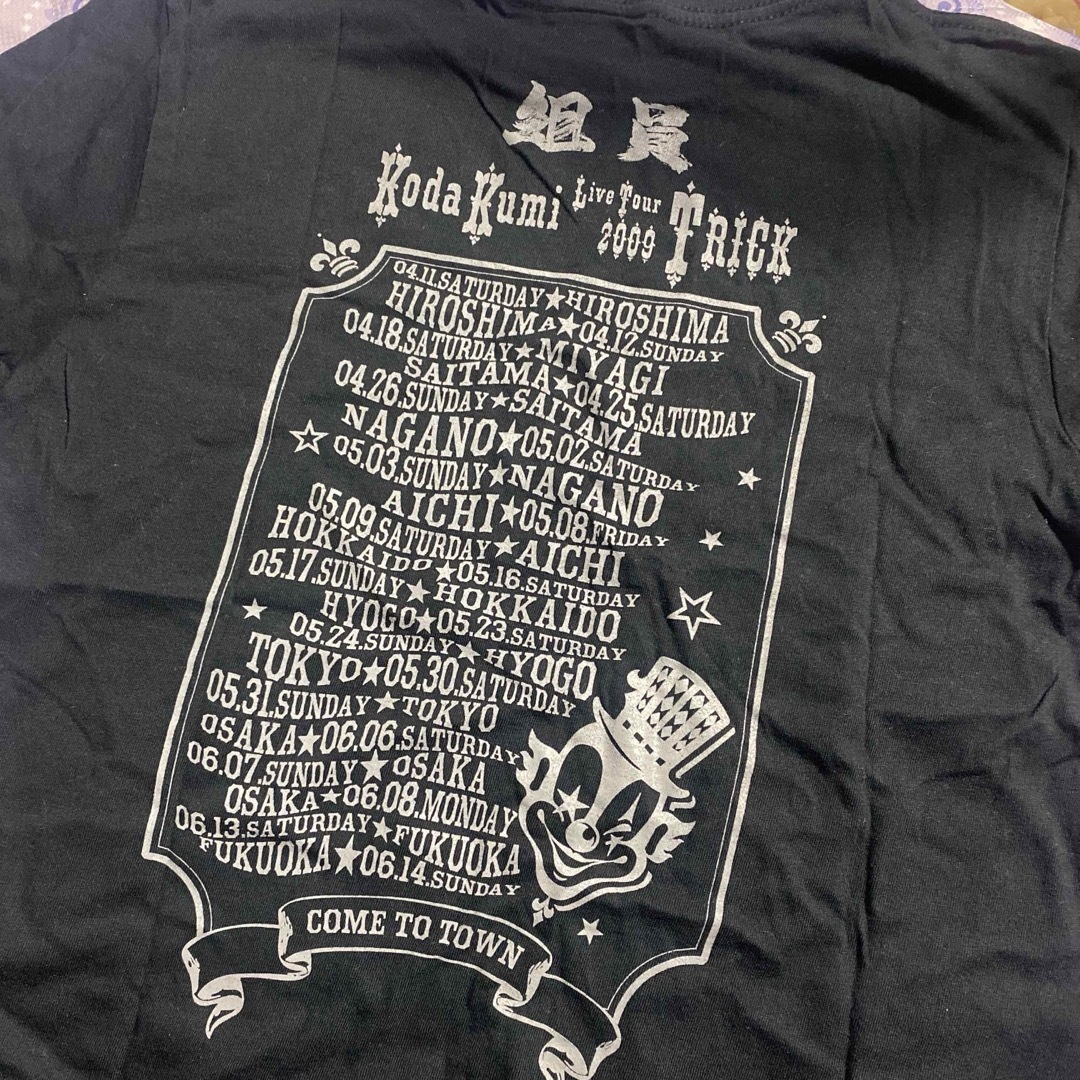 組員
Koda Kumi Live Tour 2009 TRICK
04.11.SATURDAY★HIROSHIMA
HIROSHIMA★04.12.SUNDAY
04.18.SATURDAY★MIYAGI
SAITAMA★04.25.SATURDAY
04.26.SUNDAY★SAITAMA
NAGANO★05.02.SATURDAY
05.03.SUNDAY★NAGANO
AICHI★05.08.FRIDAY
05.09.SATURDAY★AICHI
HOKKAIDO★05.16.SATURDAY
05.17.SUNDAY★HOKKAIDO
HYOGO★05.23.SATURDAY
05.24.SUNDAY★HYOGO
TOKYO★05.30.SATURDAY
05.31.SUNDAY★TOKYO
OSAKA★06.06.SATURDAY
06.07.SUNDAY★OSAKA
OSAKA★06.08.MONDAY
06.13.SATURDAY★FUKUOKA
FUKUOKA★06.14.SUNDAY
COME TO TOWN